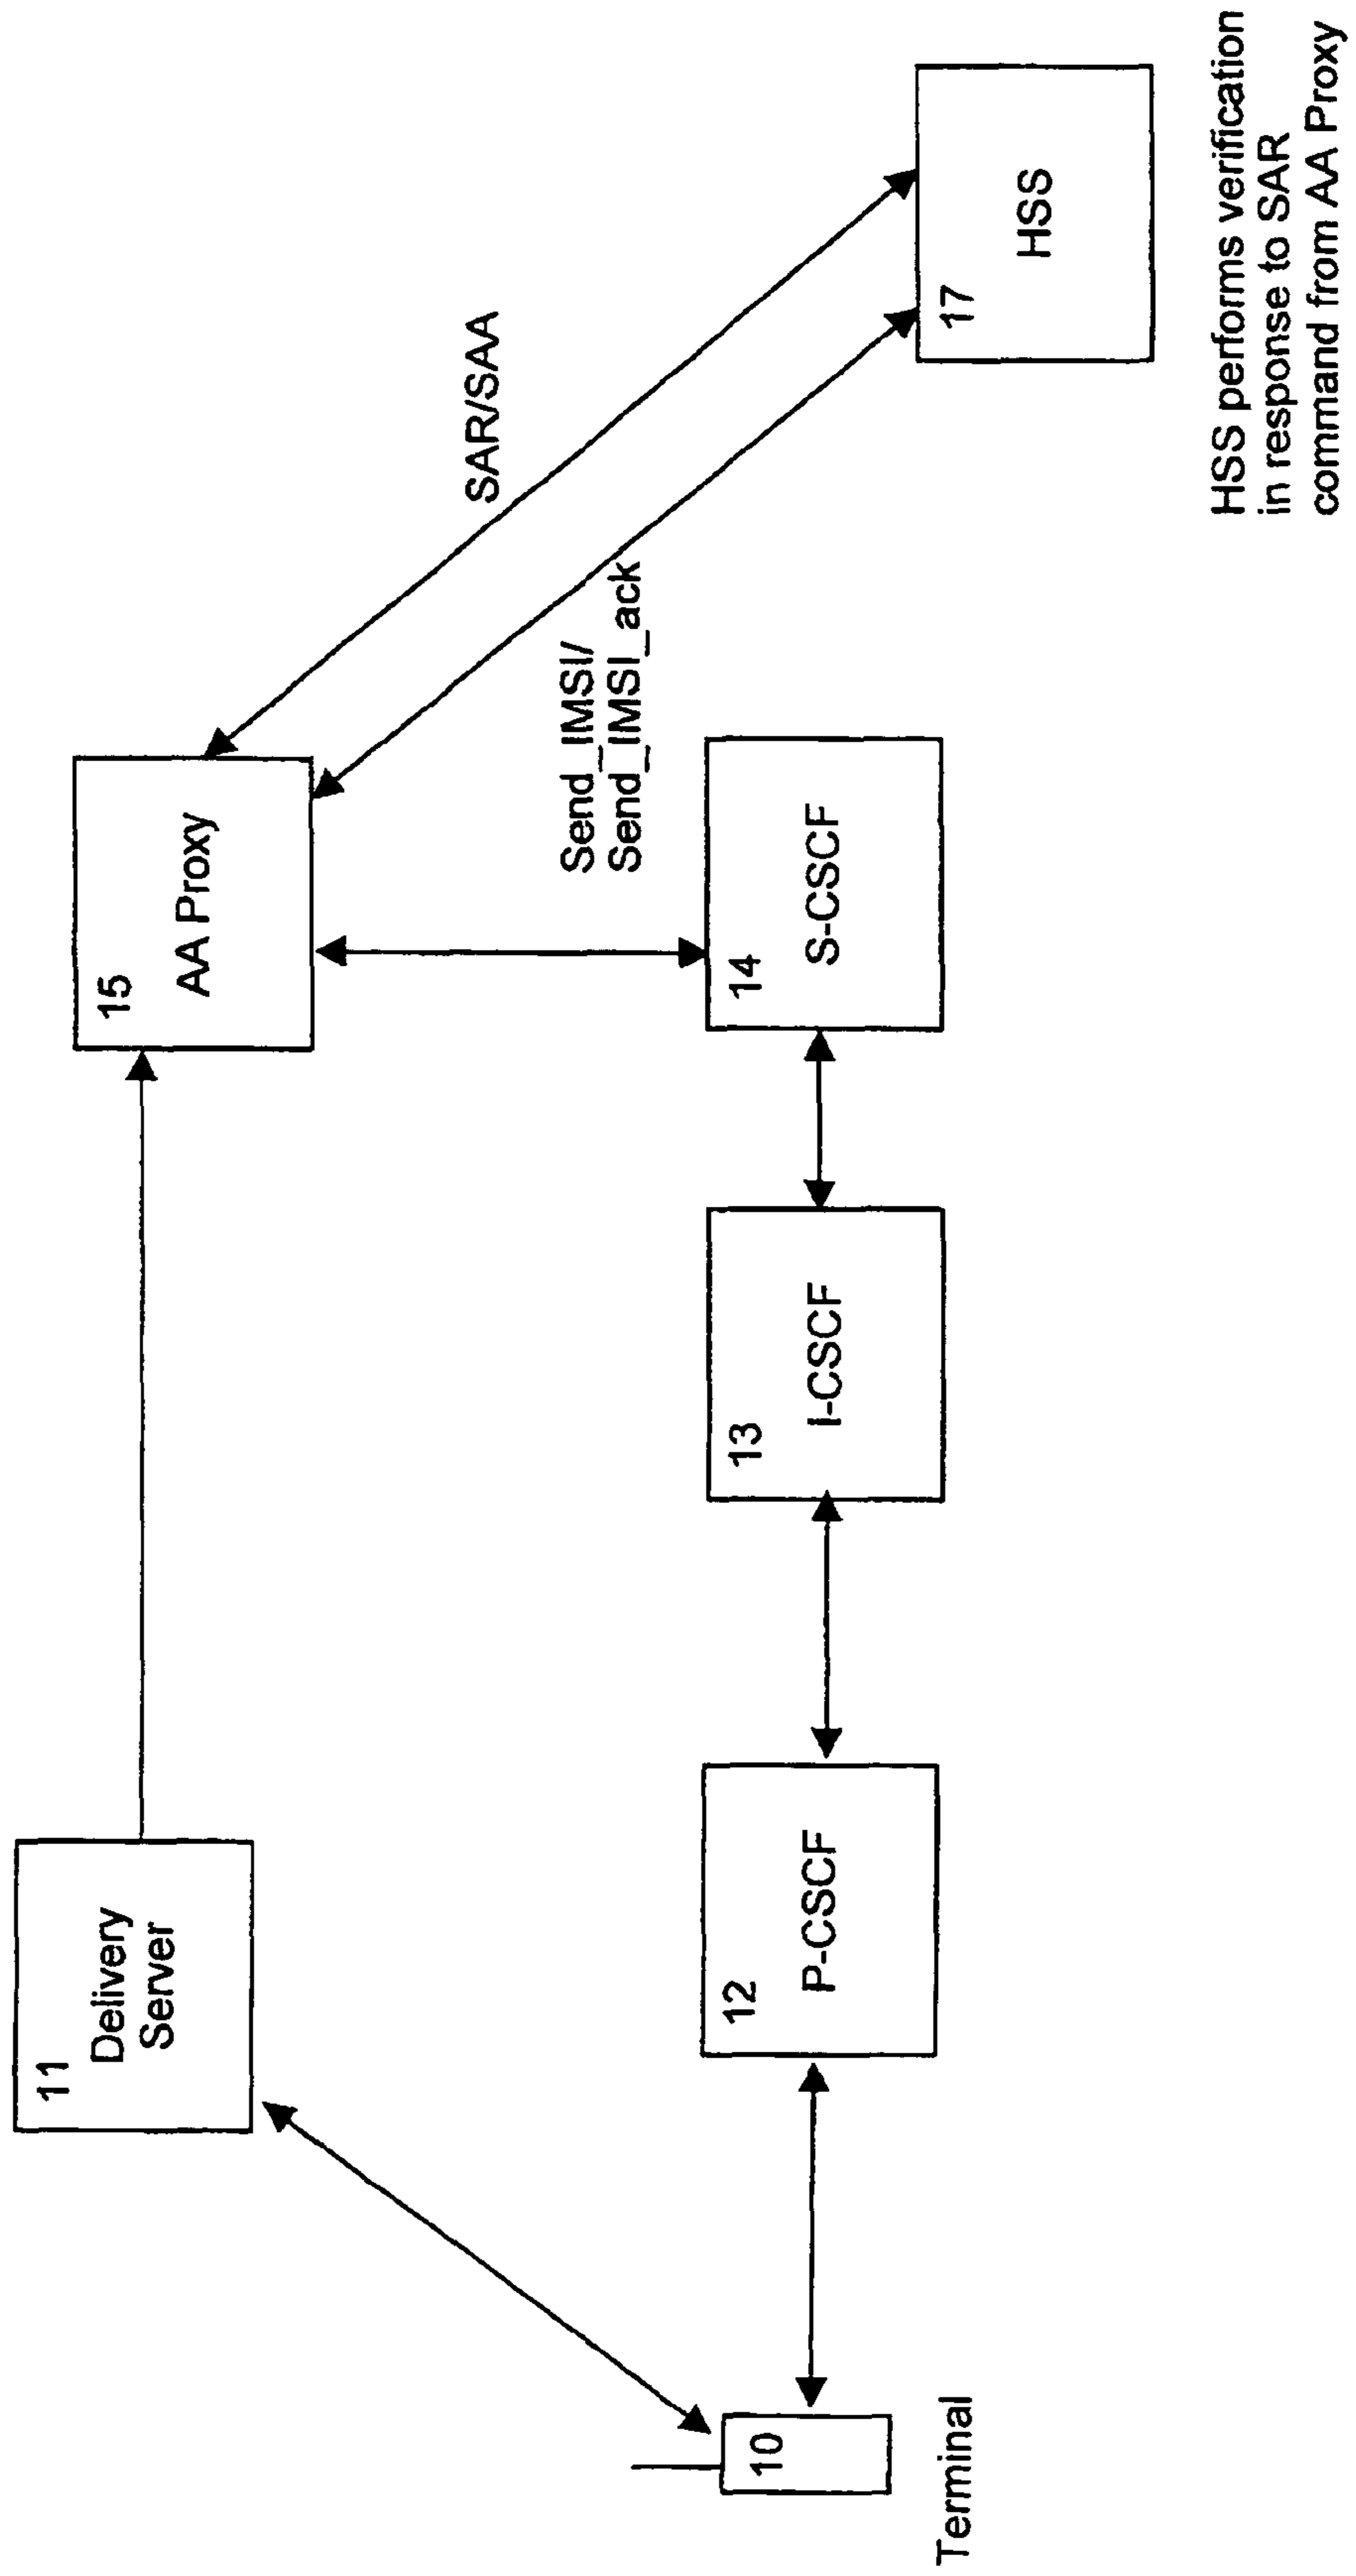 11
Delivery
Server
15
AA Proxy
SAR/SAA
Send_IMSI/
Send_IMSI_ack
10
Terminal
12
P-CSCF
13
I-CSCF
14
S-CSCF
17
HSS
HSS performs verification
in response to SAR
command from AA Proxy